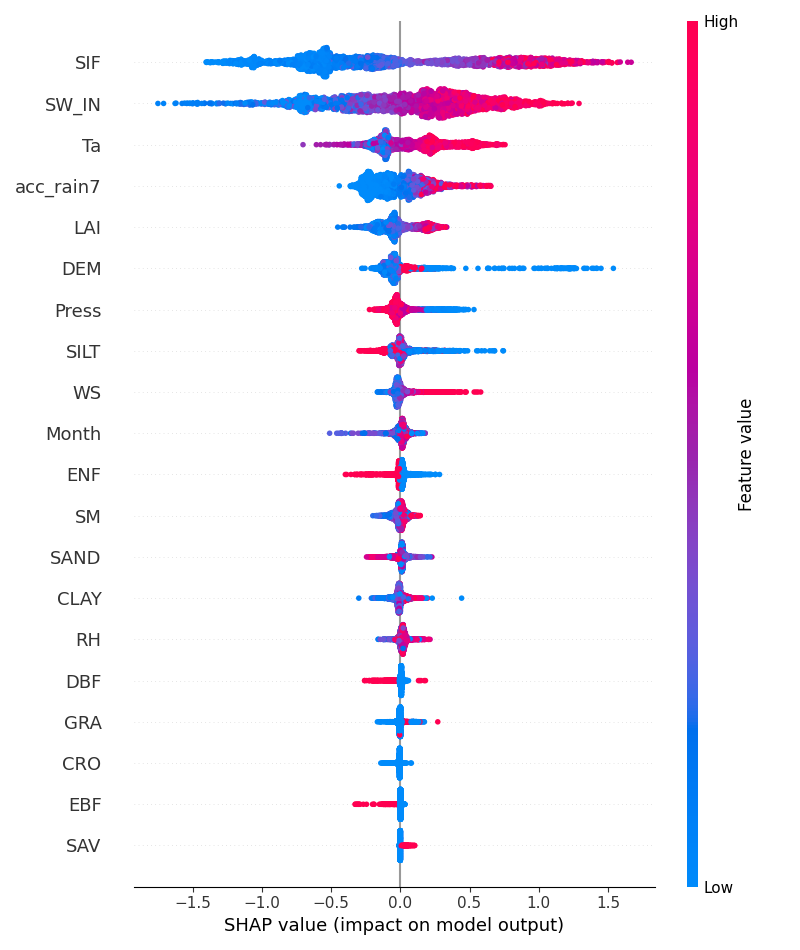 High
SIF
SW_IN
Ta
acc_rain7
LAI
DEM
Press
SILT
WS
Month
ENF
SM
SAND
CLAY
RH
DBF
GRA
CRO
EBF
SAV
Feature value
Low
−1.5 −1.0 −0.5 0.0 0.5 1.0 1.5
SHAP value (impact on model output)